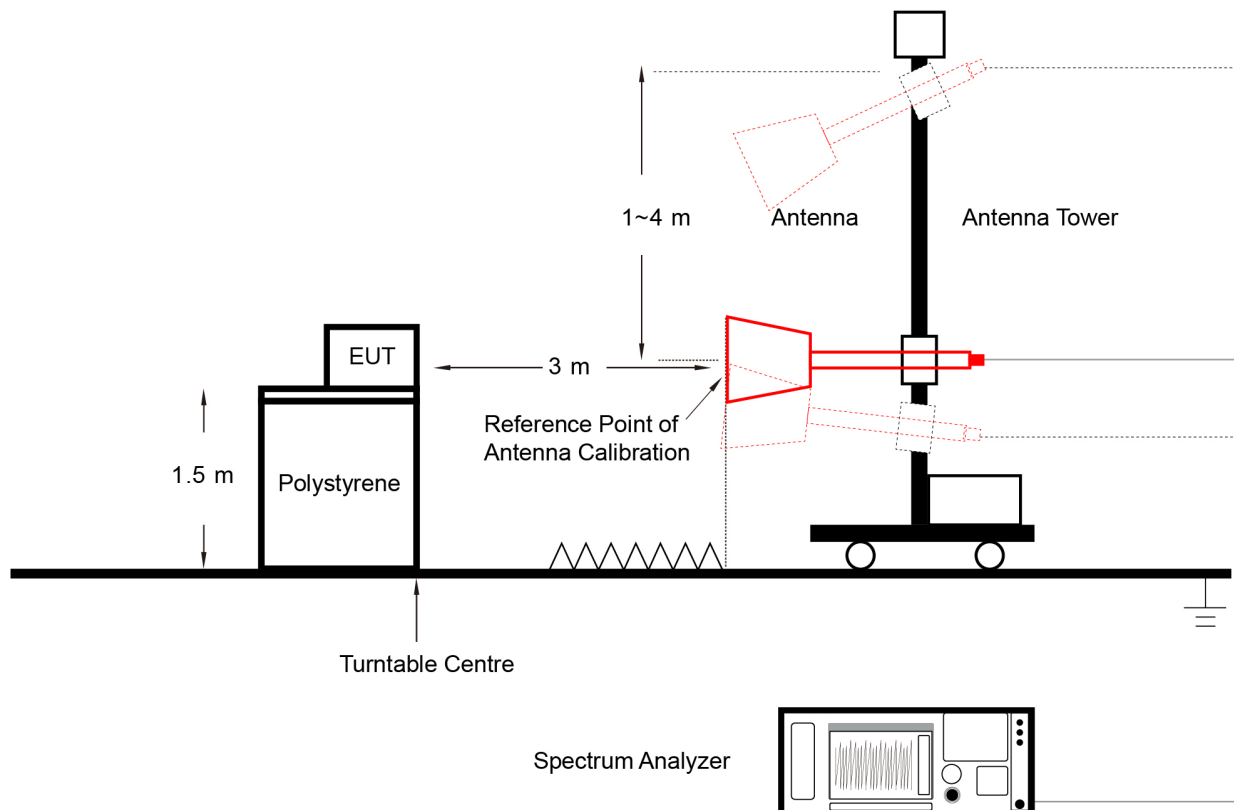 1~4 m
Antenna
Antenna Tower
EUT
3 m
Reference Point of
Antenna Calibration
1.5 m
Polystyrene
Turntable Centre
Spectrum Analyzer